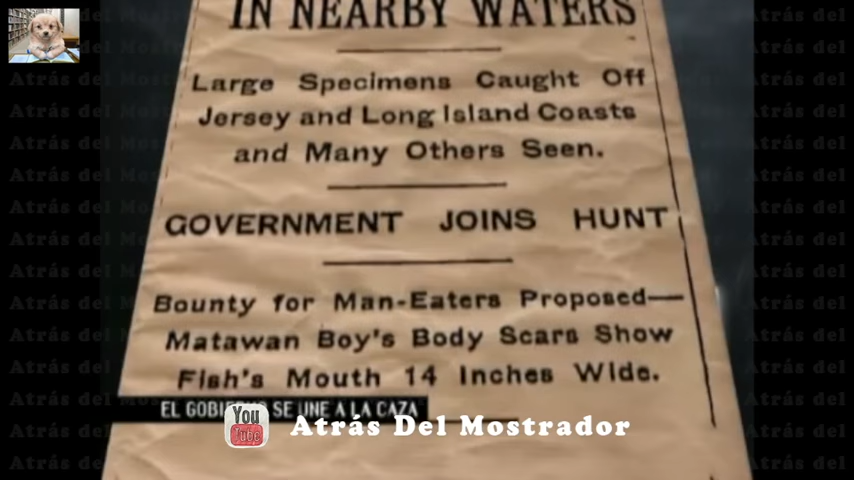 IN NEARBY WATERS
Large Specimens Caught Off
Jersey and Long Island Coasts
and Many Others Seen.
GOVERNMENT JOINS HUNT
Bounty for Man-Eaters Proposed—
Matawan Boy's Body Scars Show
Fish's Mouth 14 Inches Wide.
EL GOBIERNO SE UNE A LA CAZA
You
Tube
Atrás Del Mostrador